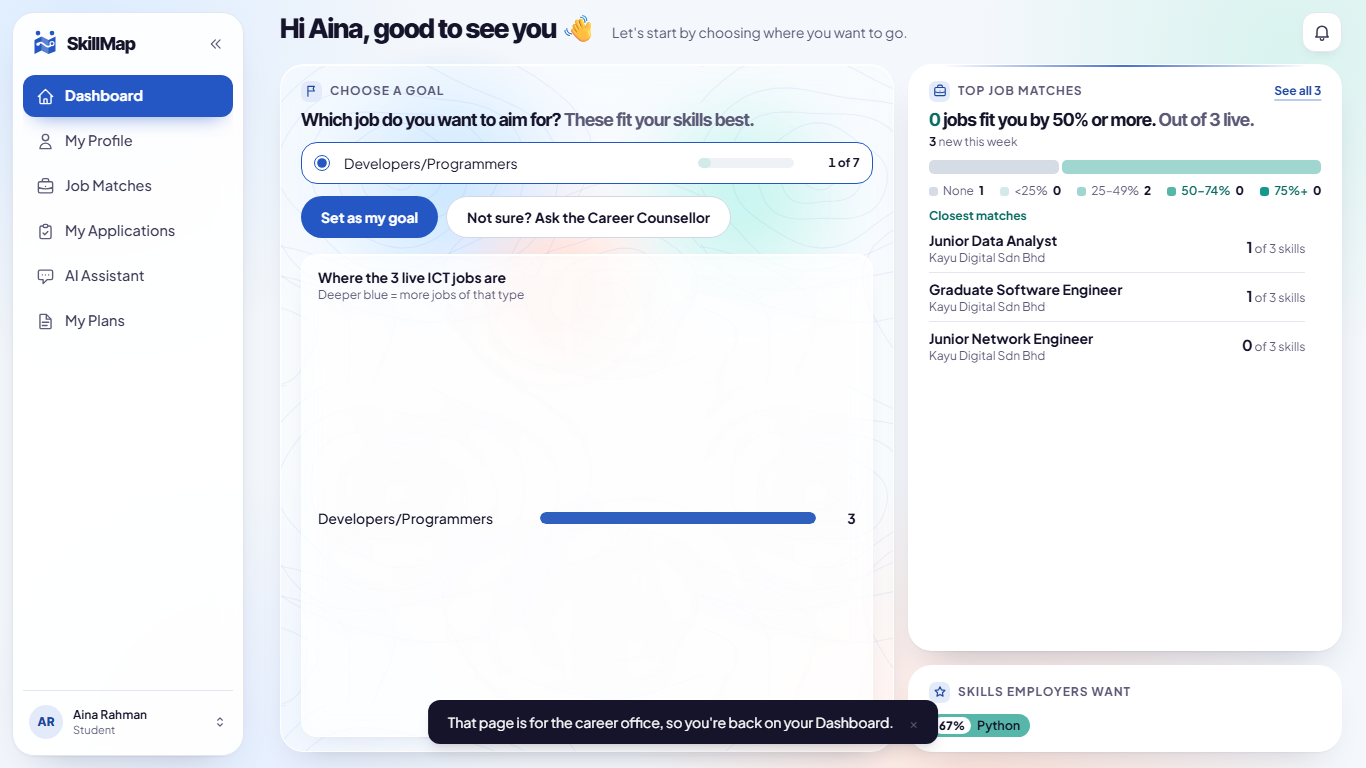 SkillMap
Dashboard
My Profile
Job Matches
My Applications
AI Assistant
My Plans
AR
Aina Rahman
Student
Hi Aina, good to see you 👋 Let's start by choosing where you want to go.
CHOOSE A GOAL
Which job do you want to aim for? These fit your skills best.
Developers/Programmers 1 of 7
Set as my goal
Not sure? Ask the Career Counsellor
Where the 3 live ICT jobs are
Deeper blue = more jobs of that type
Developers/Programmers 3
TOP JOB MATCHES See all 3
0 jobs fit you by 50% or more. Out of 3 live.
3 new this week
None 1 <25% 0 25–49% 2 50–74% 0 75%+ 0
Closest matches
Junior Data Analyst
Kayu Digital Sdn Bhd
1 of 3 skills
Graduate Software Engineer
Kayu Digital Sdn Bhd
1 of 3 skills
Junior Network Engineer
Kayu Digital Sdn Bhd
0 of 3 skills
SKILLS EMPLOYERS WANT
67% Python
That page is for the career office, so you're back on your Dashboard. ×